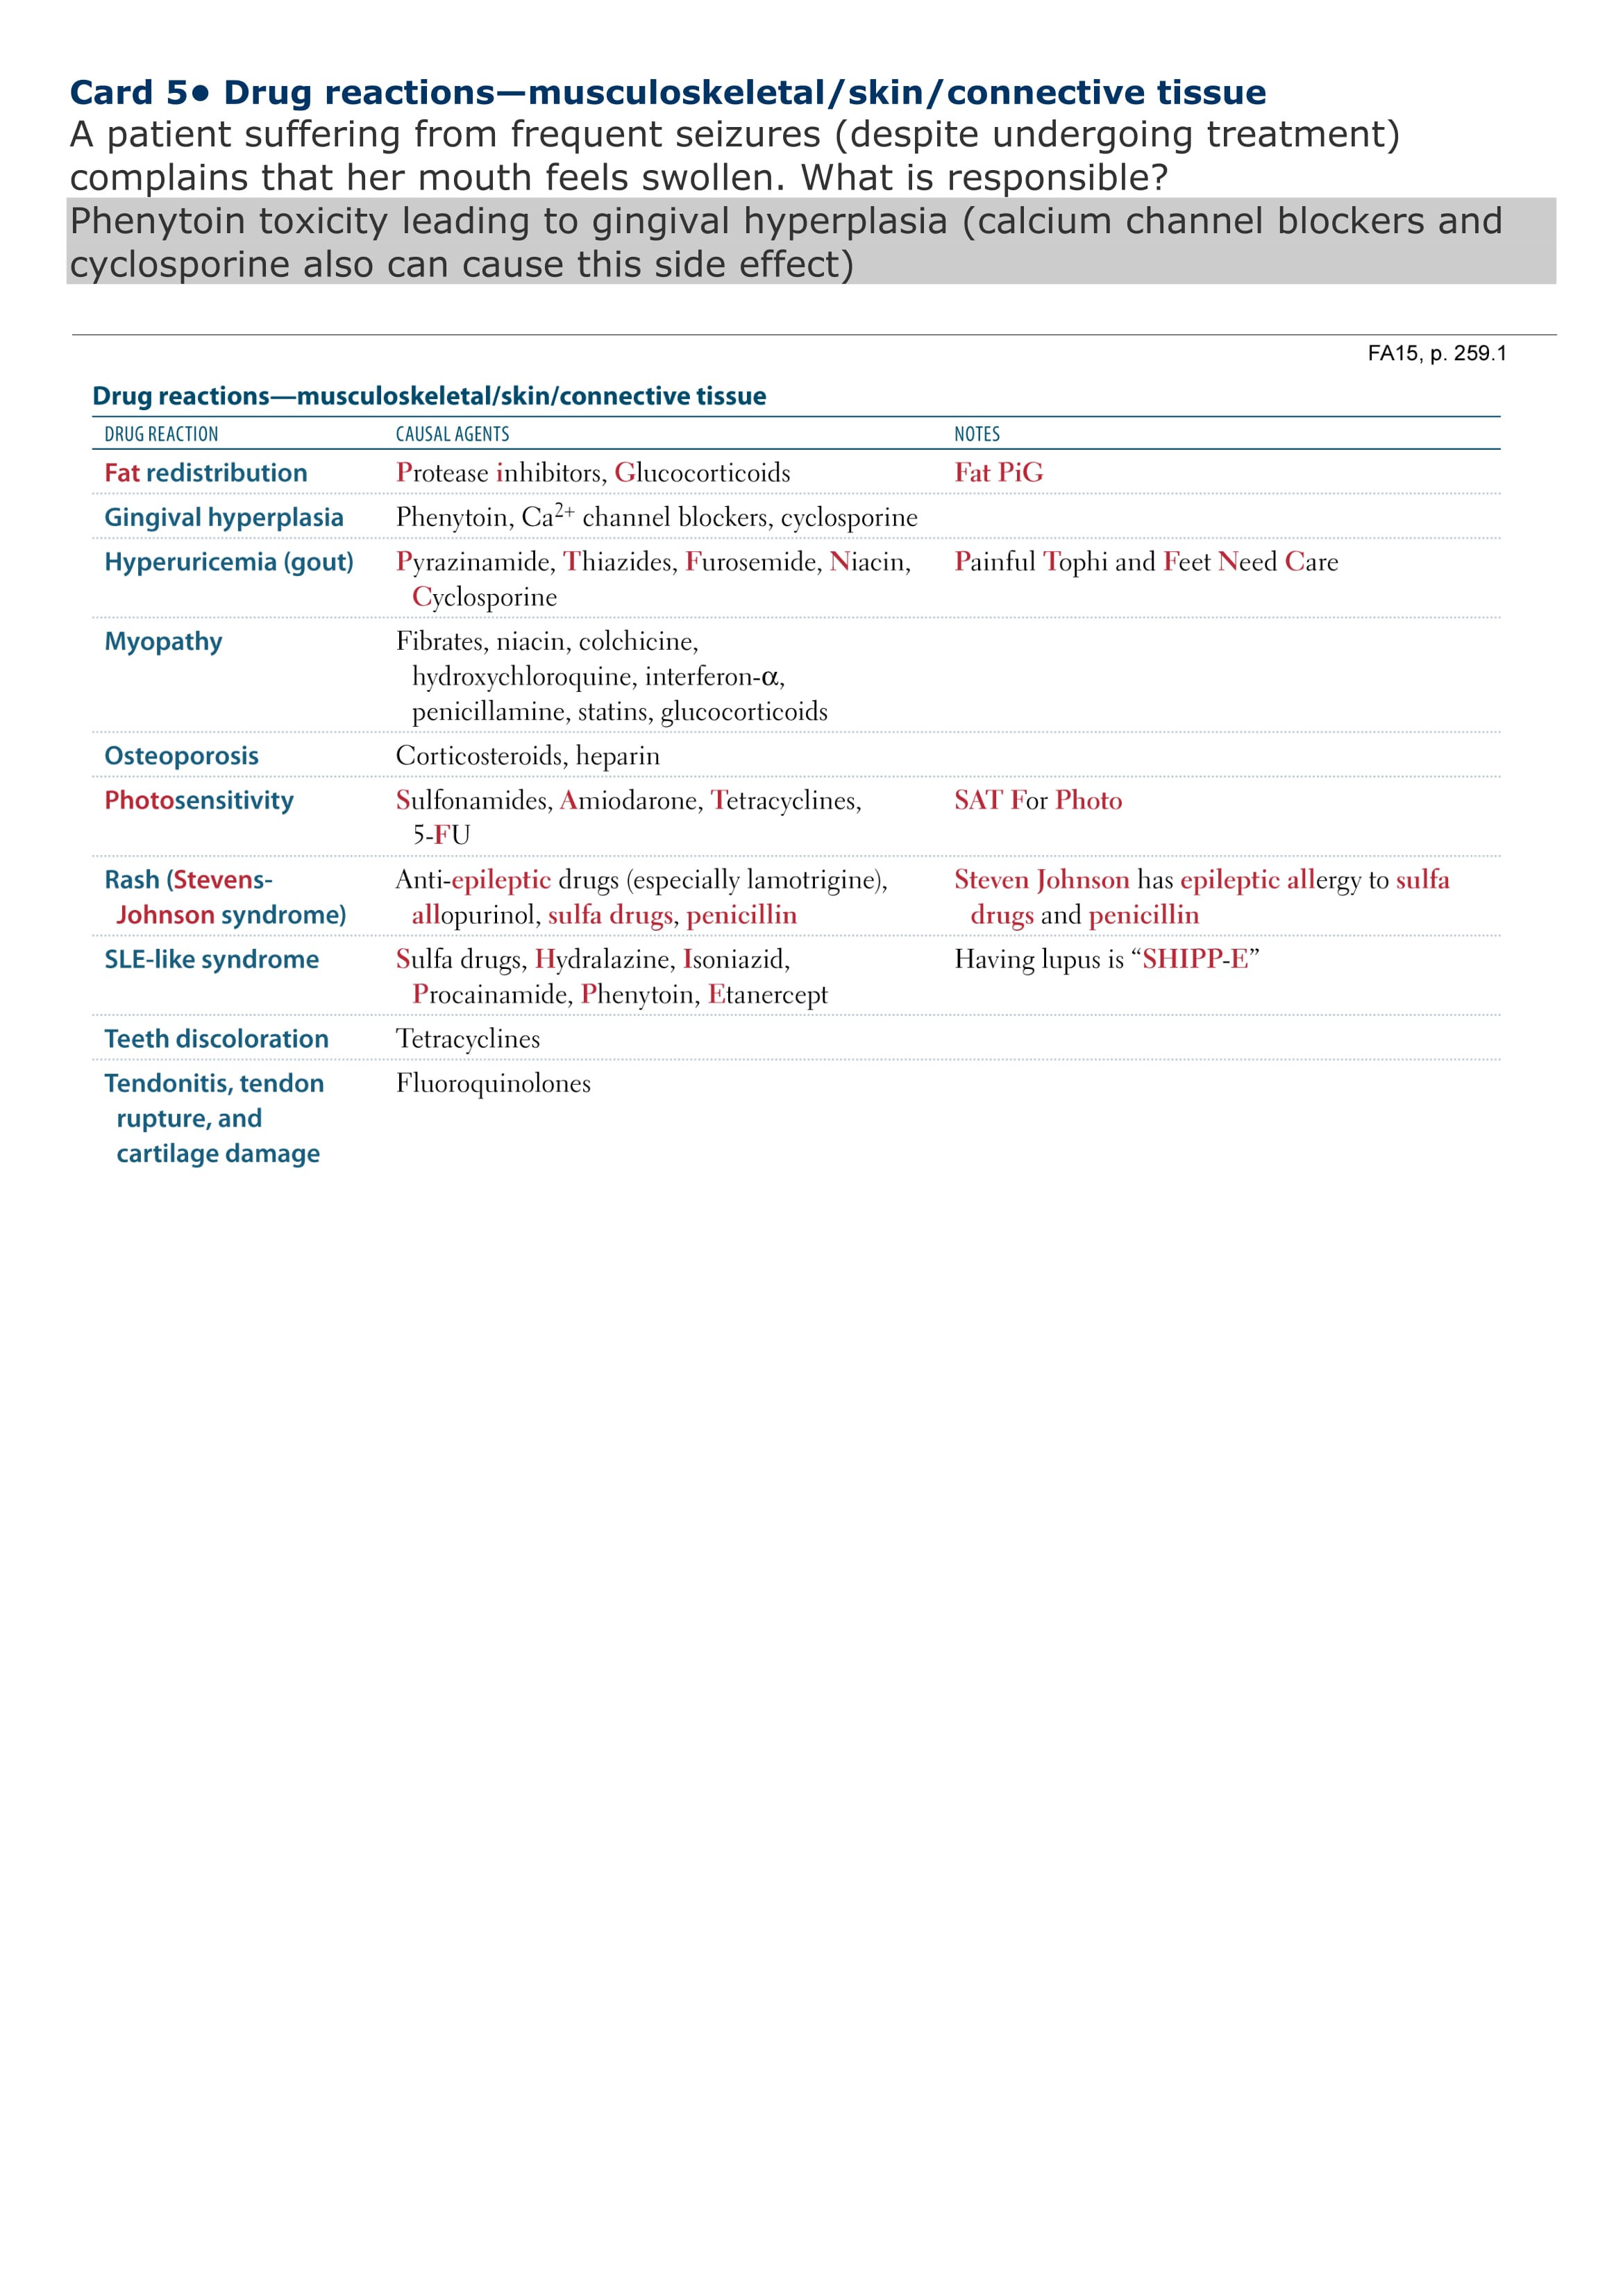 Card 5• Drug reactions—musculoskeletal/skin/connective tissue
A patient suffering from frequent seizures (despite undergoing treatment)
complains that her mouth feels swollen. What is responsible?
Phenytoin toxicity leading to gingival hyperplasia (calcium channel blockers and
cyclosporine also can cause this side effect)
FA15, p. 259.1
Drug reactions—musculoskeletal/skin/connective tissue
DRUG REACTION CAUSAL AGENTS NOTES
Fat redistribution Protease inhibitors, Glucocorticoids Fat PiG
Gingival hyperplasia Phenytoin, Ca2+ channel blockers, cyclosporine
Hyperuricemia (gout) Pyrazinamide, Thiazides, Furosemide, Niacin, Painful Tophi and Feet Need Care
Cyclosporine
Myopathy Fibrates, niacin, colchicine,
hydroxychloroquine, interferon-α,
penicillamine, statins, glucocorticoids
Osteoporosis Corticosteroids, heparin
Photosensitivity Sulfonamides, Amiodarone, Tetracyclines, SAT For Photo
5-FU
Rash (Stevens- Anti-epileptic drugs (especially lamotrigine), Steven Johnson has epileptic allergy to sulfa
Johnson syndrome) allopurinol, sulfa drugs, penicillin drugs and penicillin
SLE-like syndrome Sulfa drugs, Hydralazine, Isoniazid, Having lupus is “SHIPP-E”
Procainamide, Phenytoin, Etanercept
Teeth discoloration Tetracyclines
Tendonitis, tendon Fluoroquinolones
rupture, and
cartilage damage